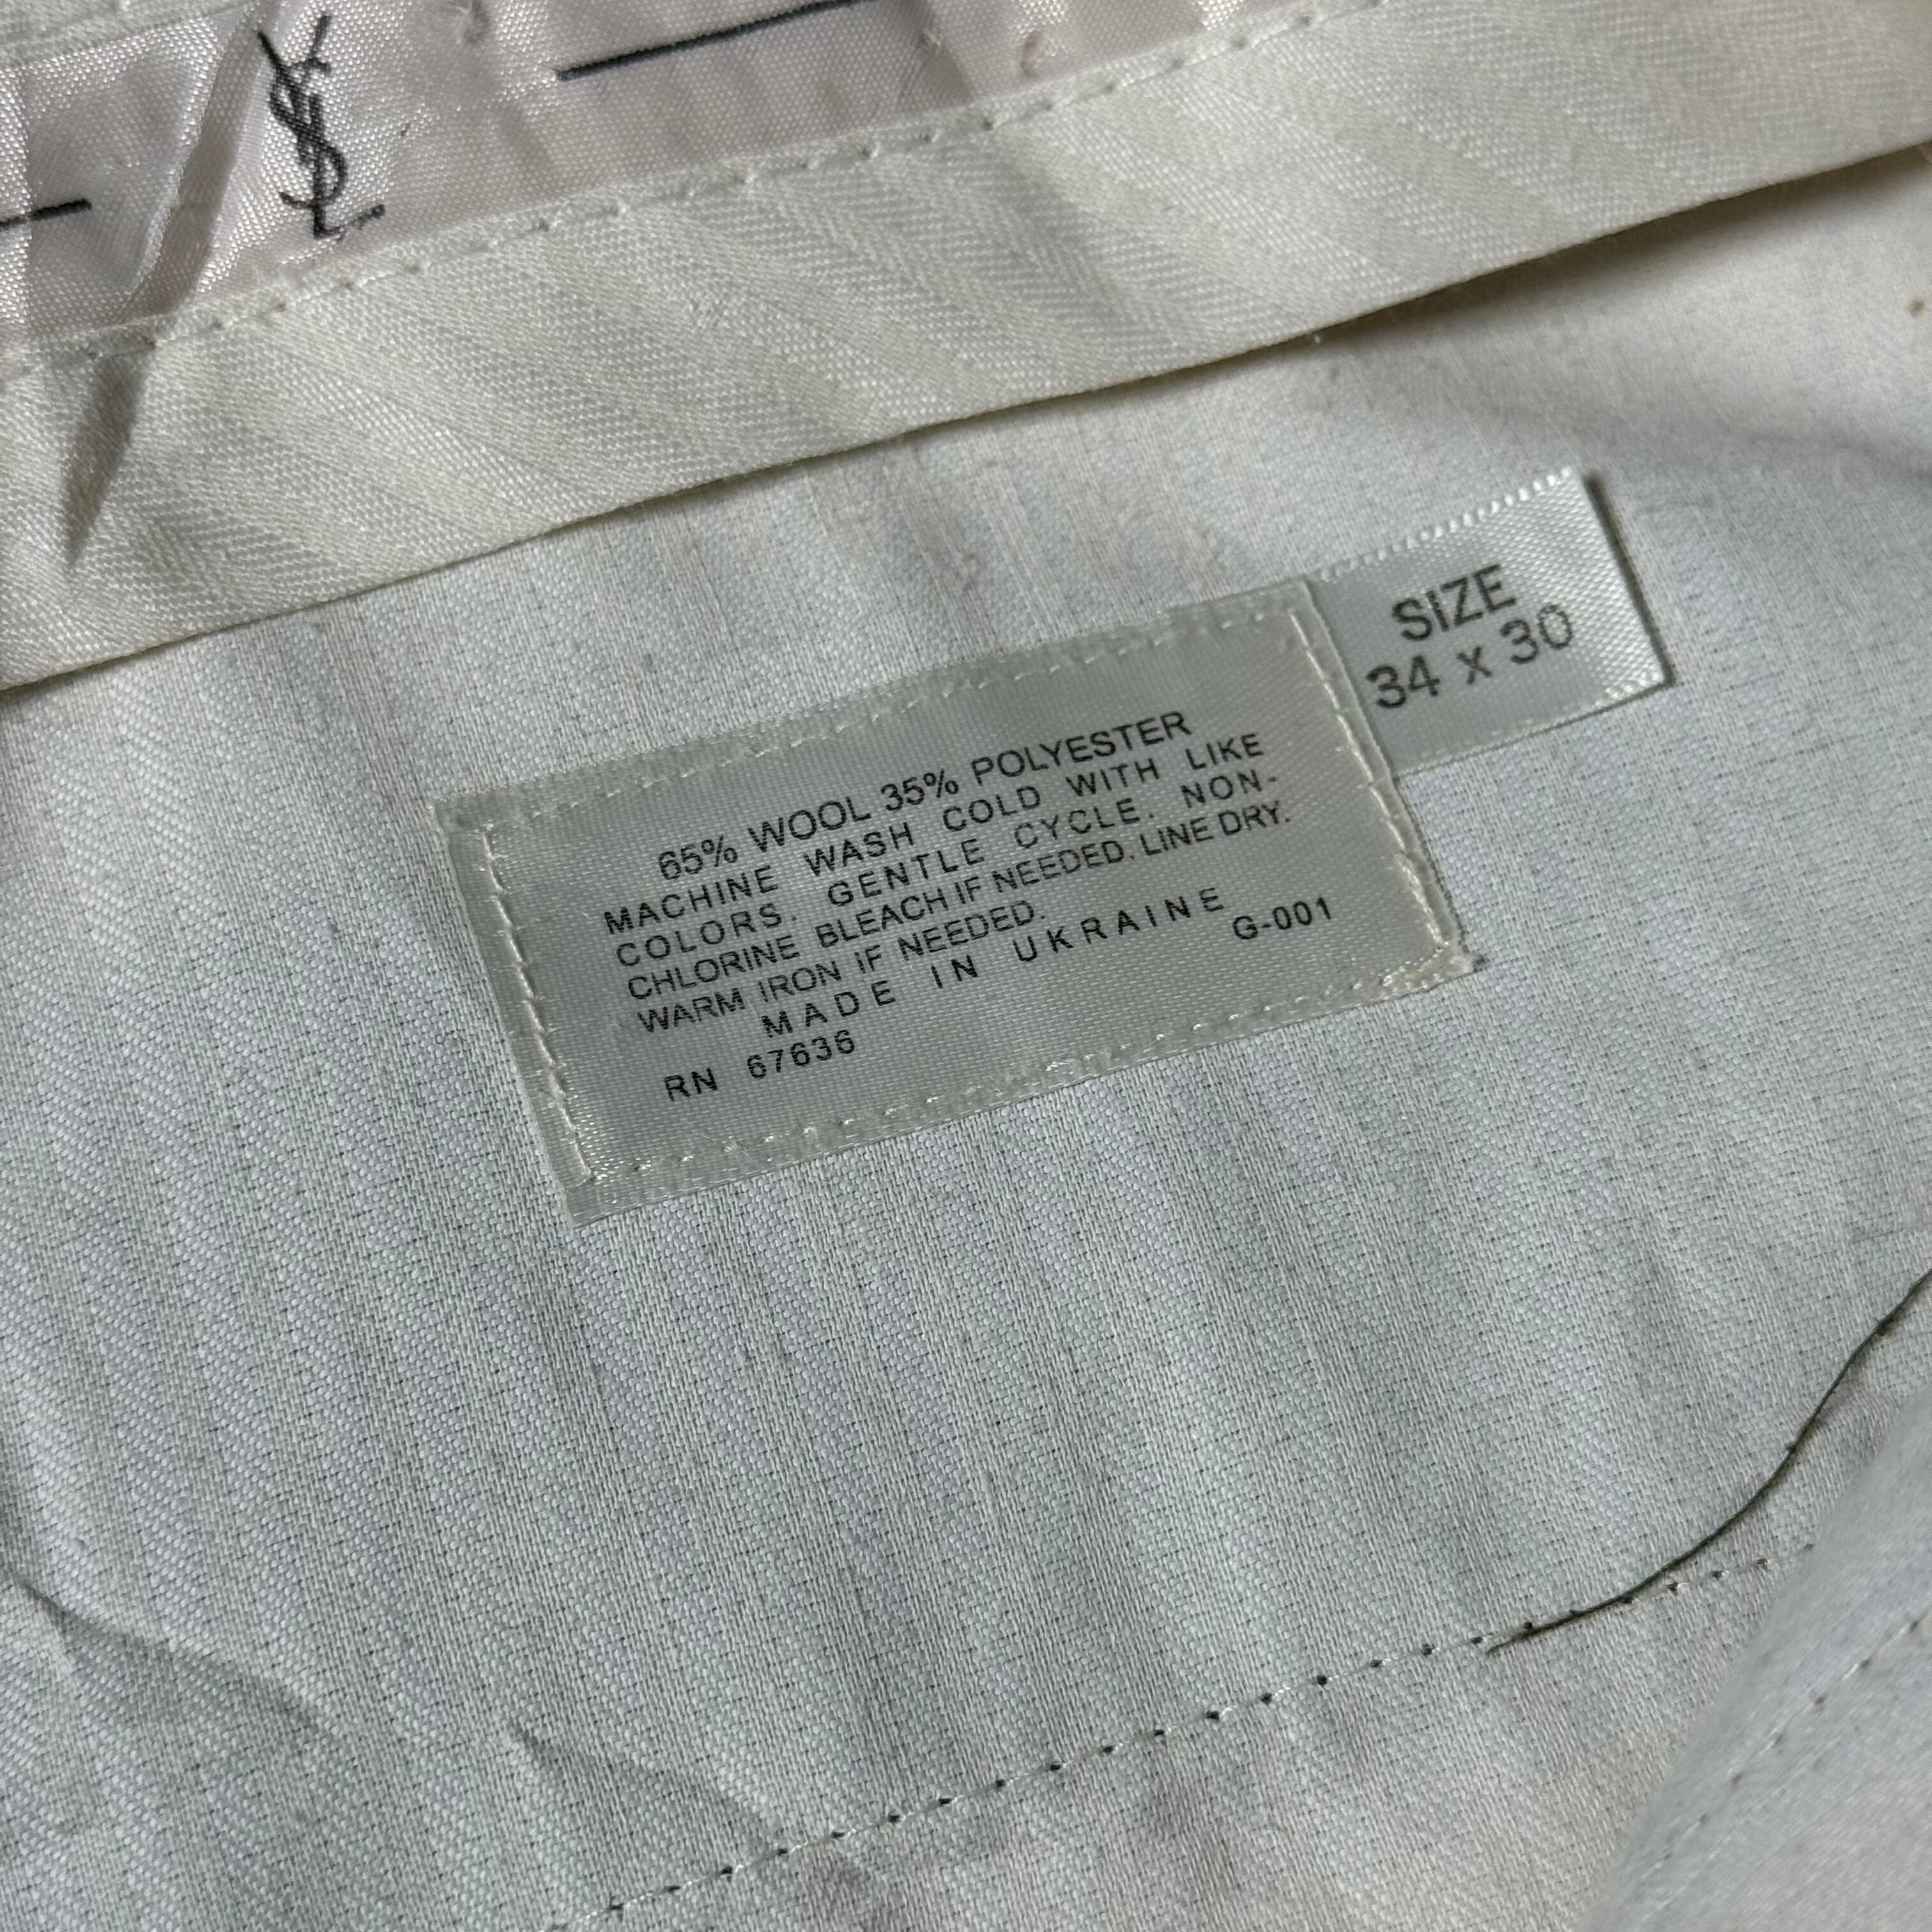 YSL
SIZE
34 x 30
65% WOOL 35% POLYESTER
MACHINE WASH COLD WITH LIKE
COLORS. GENTLE CYCLE. NON-
CHLORINE BLEACH IF NEEDED. LINE DRY.
WARM IRON IF NEEDED.
MADE IN UKRAINE
RN 67636 G-001